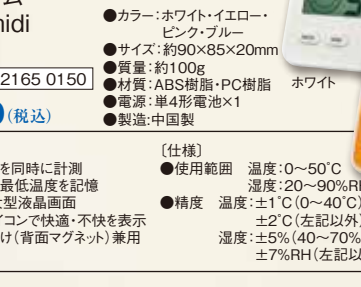 midi
●カラー：ホワイト・イエロー・
ピンク・ブルー
●サイズ：約90×85×20mm
●質量：約100g
●材質：ABS樹脂・PC樹脂
●電源：単4形電池×1
●製造:中国製
2165 0150
(税込)
ホワイト
を同時に計測
最低温度を記憶
型液晶画面
イコンで快適・不快を表示
け(背面マグネット)兼用
〔仕様〕
●使用範囲 温度：0～50℃
湿度：20～90%R
●精度 温度：±1℃(0～40℃)
±2℃(左記以外)
湿度：±5%(40～70%
±7%RH(左記以